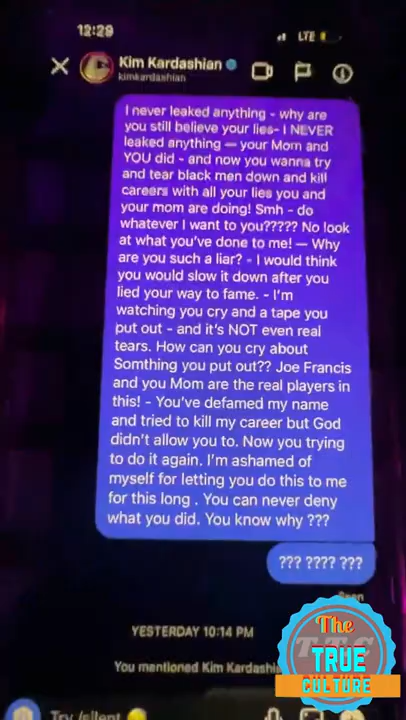 12:29
LTE
Kim Kardashian
kimkardashian
I never leaked anything - why are
you still believe your lies- I NEVER
leaked anything — your Mom and
YOU did - and now you wanna try
and tear black men down and kill
careers with all your lies you and
your mom are doing! Smh - do
whatever I want to you????? No look
at what you've done to me! — Why
are you such a liar? - I would think
you would slow it down after you
lied your way to fame. - I'm
watching you cry and a tape you
put out - and it's NOT even real
tears. How can you cry about
Somthing you put out?? Joe Francis
and you Mom are the real players in
this! - You've defamed my name
and tried to kill my career but God
didn't allow you to. Now you trying
to do it again. I'm ashamed of
myself for letting you do this to me
for this long . You can never deny
what you did. You know why ???
??? ???? ???
Seen
YESTERDAY 10:14 PM
You mentioned Kim
Try /silent
The
TRUE
CULTURE